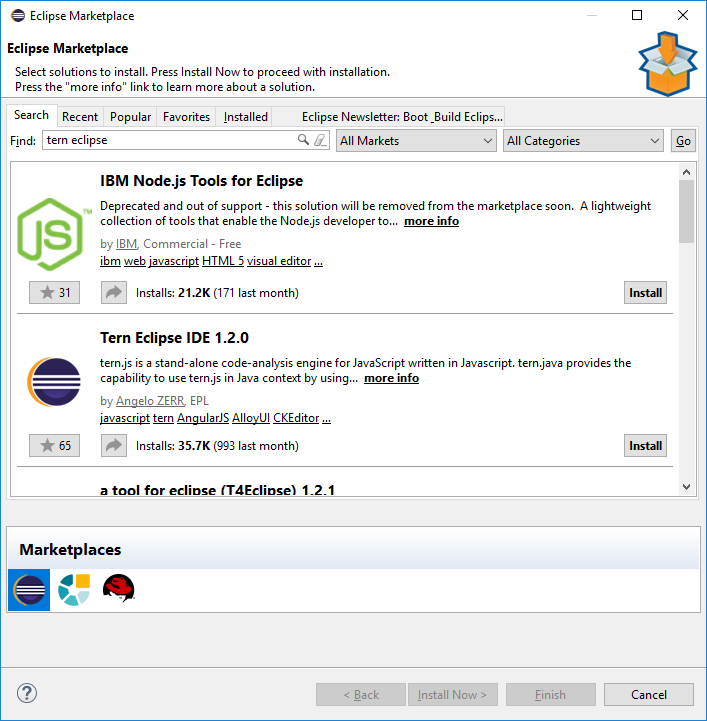 Eclipse Marketplace
Eclipse Marketplace
Select solutions to install. Press Install Now to proceed with installation.
Press the "more info" link to learn more about a solution.
Search Recent Popular Favorites Installed Eclipse Newsletter: Boot _Build Eclips...
Find: tern eclipse All Markets All Categories Go
IBM Node.js Tools for Eclipse
Deprecated and out of support - this solution will be removed from the marketplace soon. A lightweight
collection of tools that enable the Node.js developer to... more info
by IBM, Commercial - Free
ibm web javascript HTML 5 visual editor ...
31 Installs: 21.2K (171 last month) Install
JS TM
Tern Eclipse IDE 1.2.0
tern.js is a stand-alone code-analysis engine for JavaScript written in Javascript. tern.java provides the
capability to use tern.js in Java context by using... more info
by Angelo ZERR, EPL
javascript tern AngularJS AlloyUI CKEditor ...
65 Installs: 35.7K (993 last month) Install
a tool for eclipse (T4Eclipse) 1.2.1
Marketplaces
? < Back Install Now > Finish Cancel